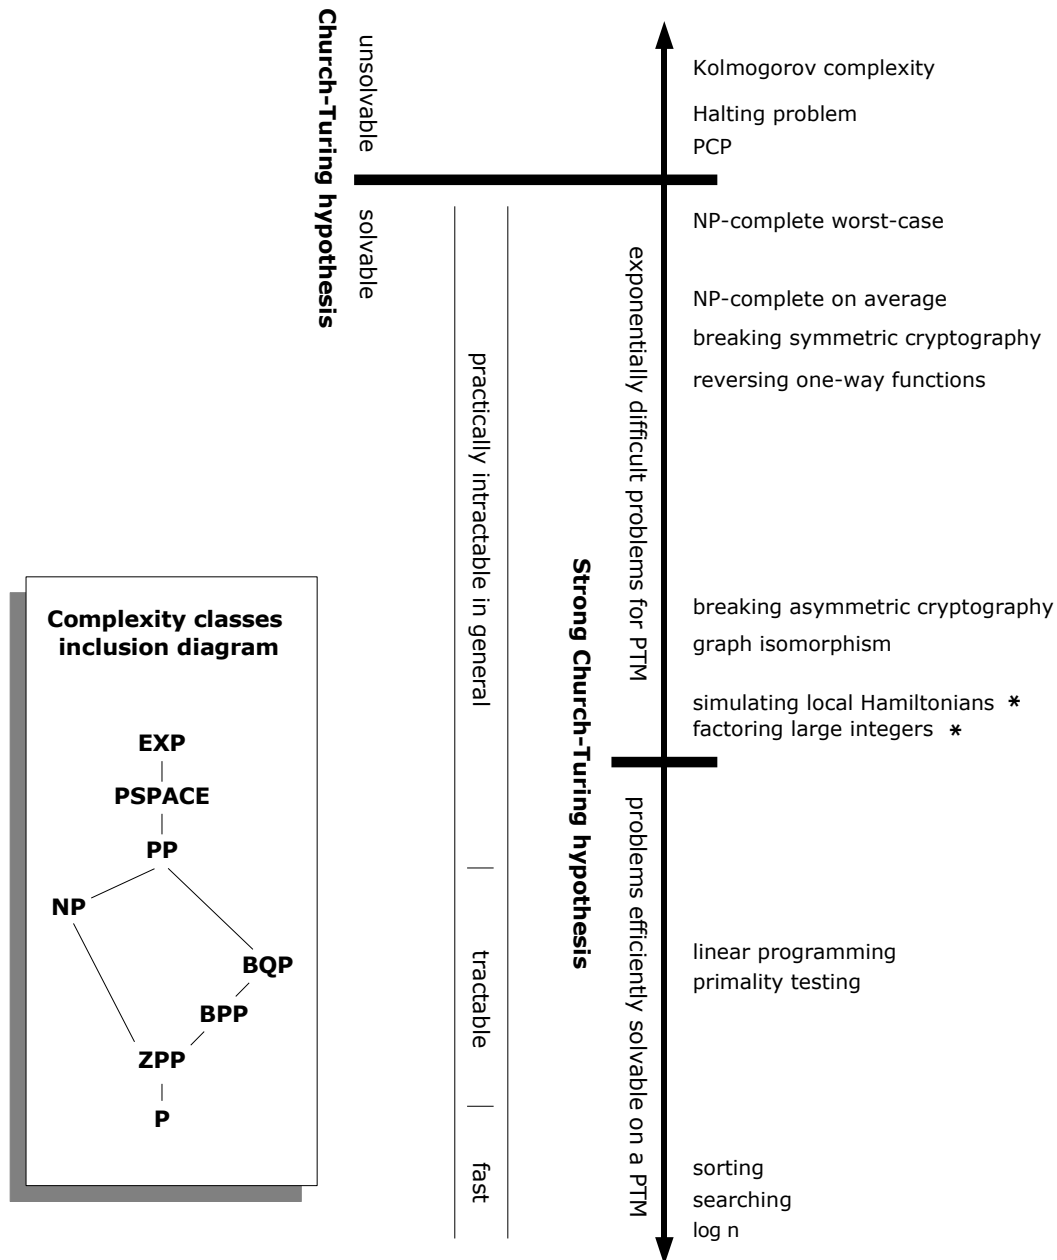 Church-Turing hypothesis
unsolvable
solvable
Kolmogorov complexity
Halting problem
PCP
NP-complete worst-case
NP-complete on average
breaking symmetric cryptography
reversing one-way functions
breaking asymmetric cryptography
graph isomorphism
simulating local Hamiltonians *
factoring large integers *
linear programming
primality testing
sorting
searching
log n
exponentially difficult problems for PTM
problems efficiently solvable on a PTM
Strong Church-Turing hypothesis
practically intractable in general
tractable
fast
Complexity classes
inclusion diagram
EXP
PSPACE
PP
NP
BQP
BPP
ZPP
P